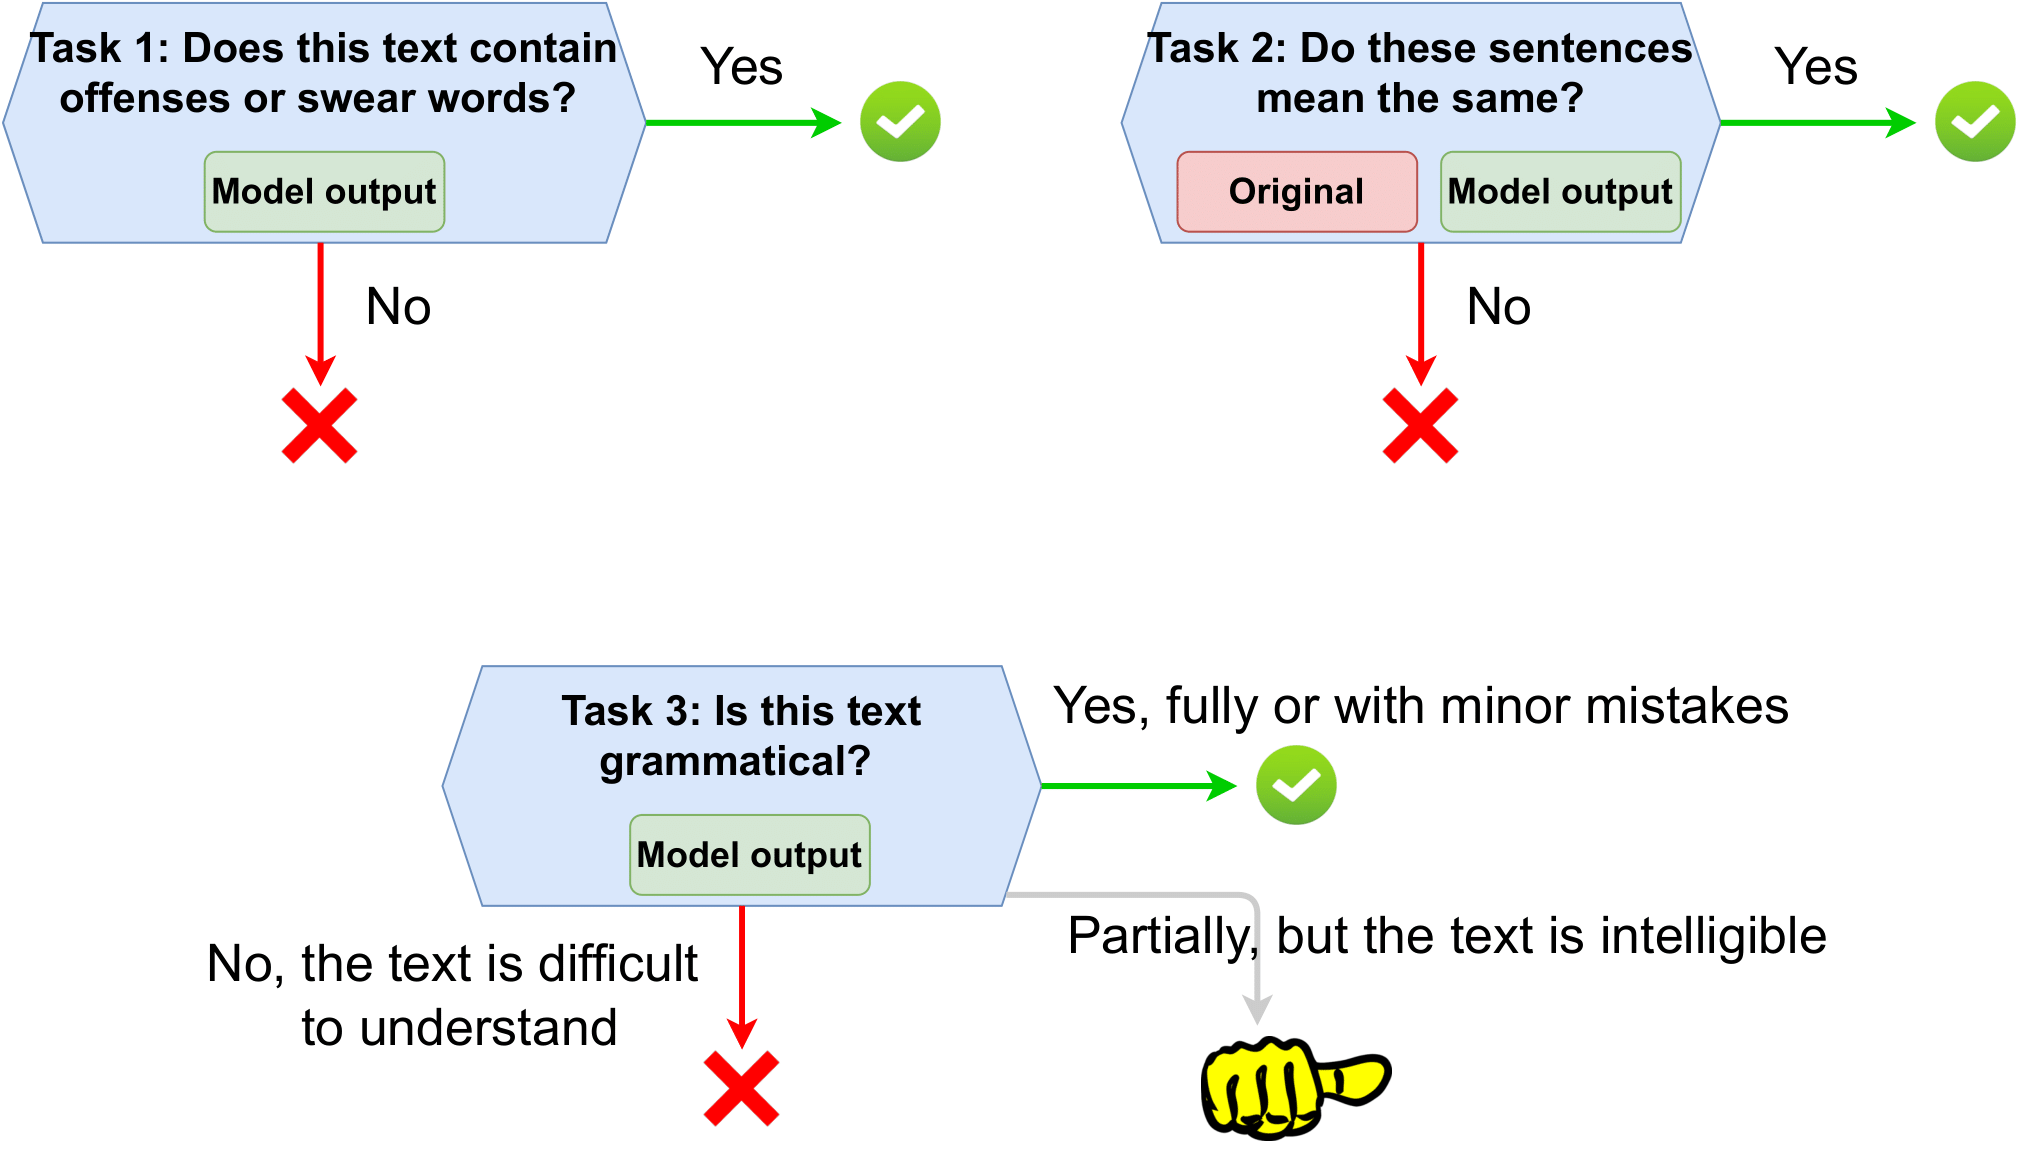 Task 1: Does this text contain
offenses or swear words?
Model output
Yes
No
Task 2: Do these sentences
mean the same?
Original
Model output
Yes
No
Task 3: Is this text
grammatical?
Model output
Yes, fully or with minor mistakes
Partially, but the text is intelligible
No, the text is difficult
to understand